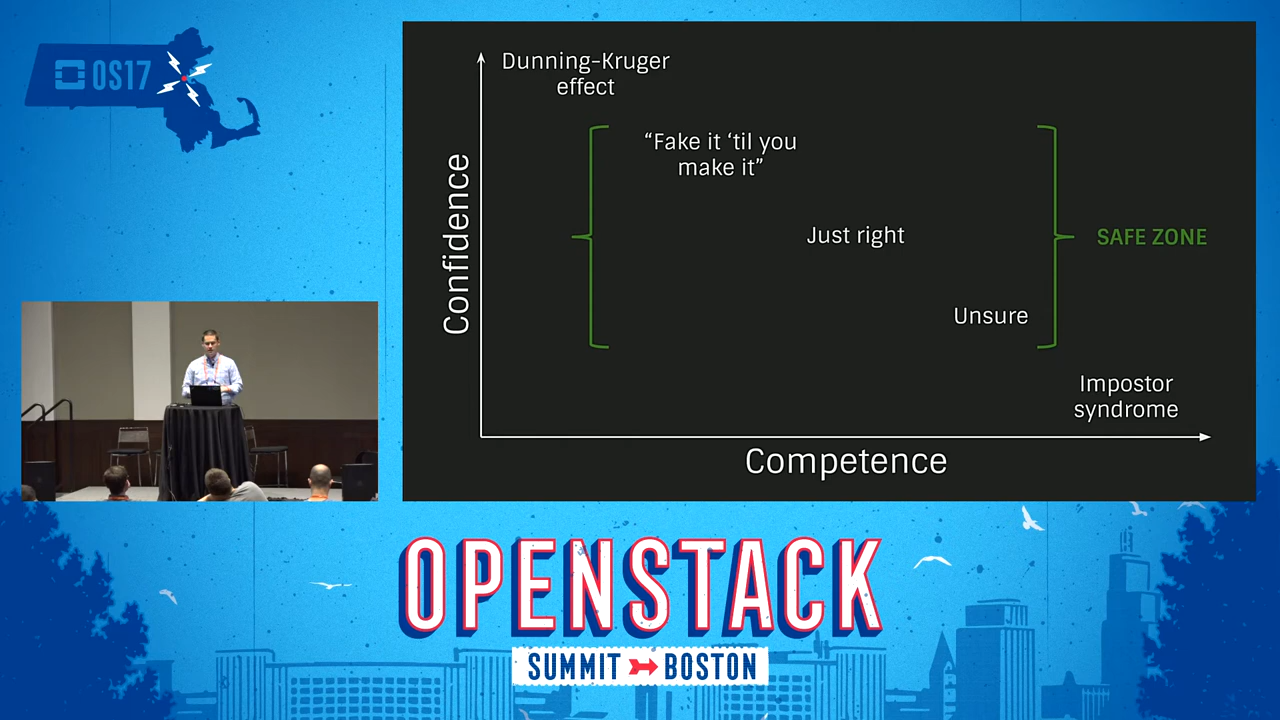 OS17
Dunning-Kruger
effect
“Fake it ‘til you
make it”
Just right
SAFE ZONE
Unsure
Impostor
syndrome
Confidence
Competence
OPENSTACK
SUMMIT BOSTON